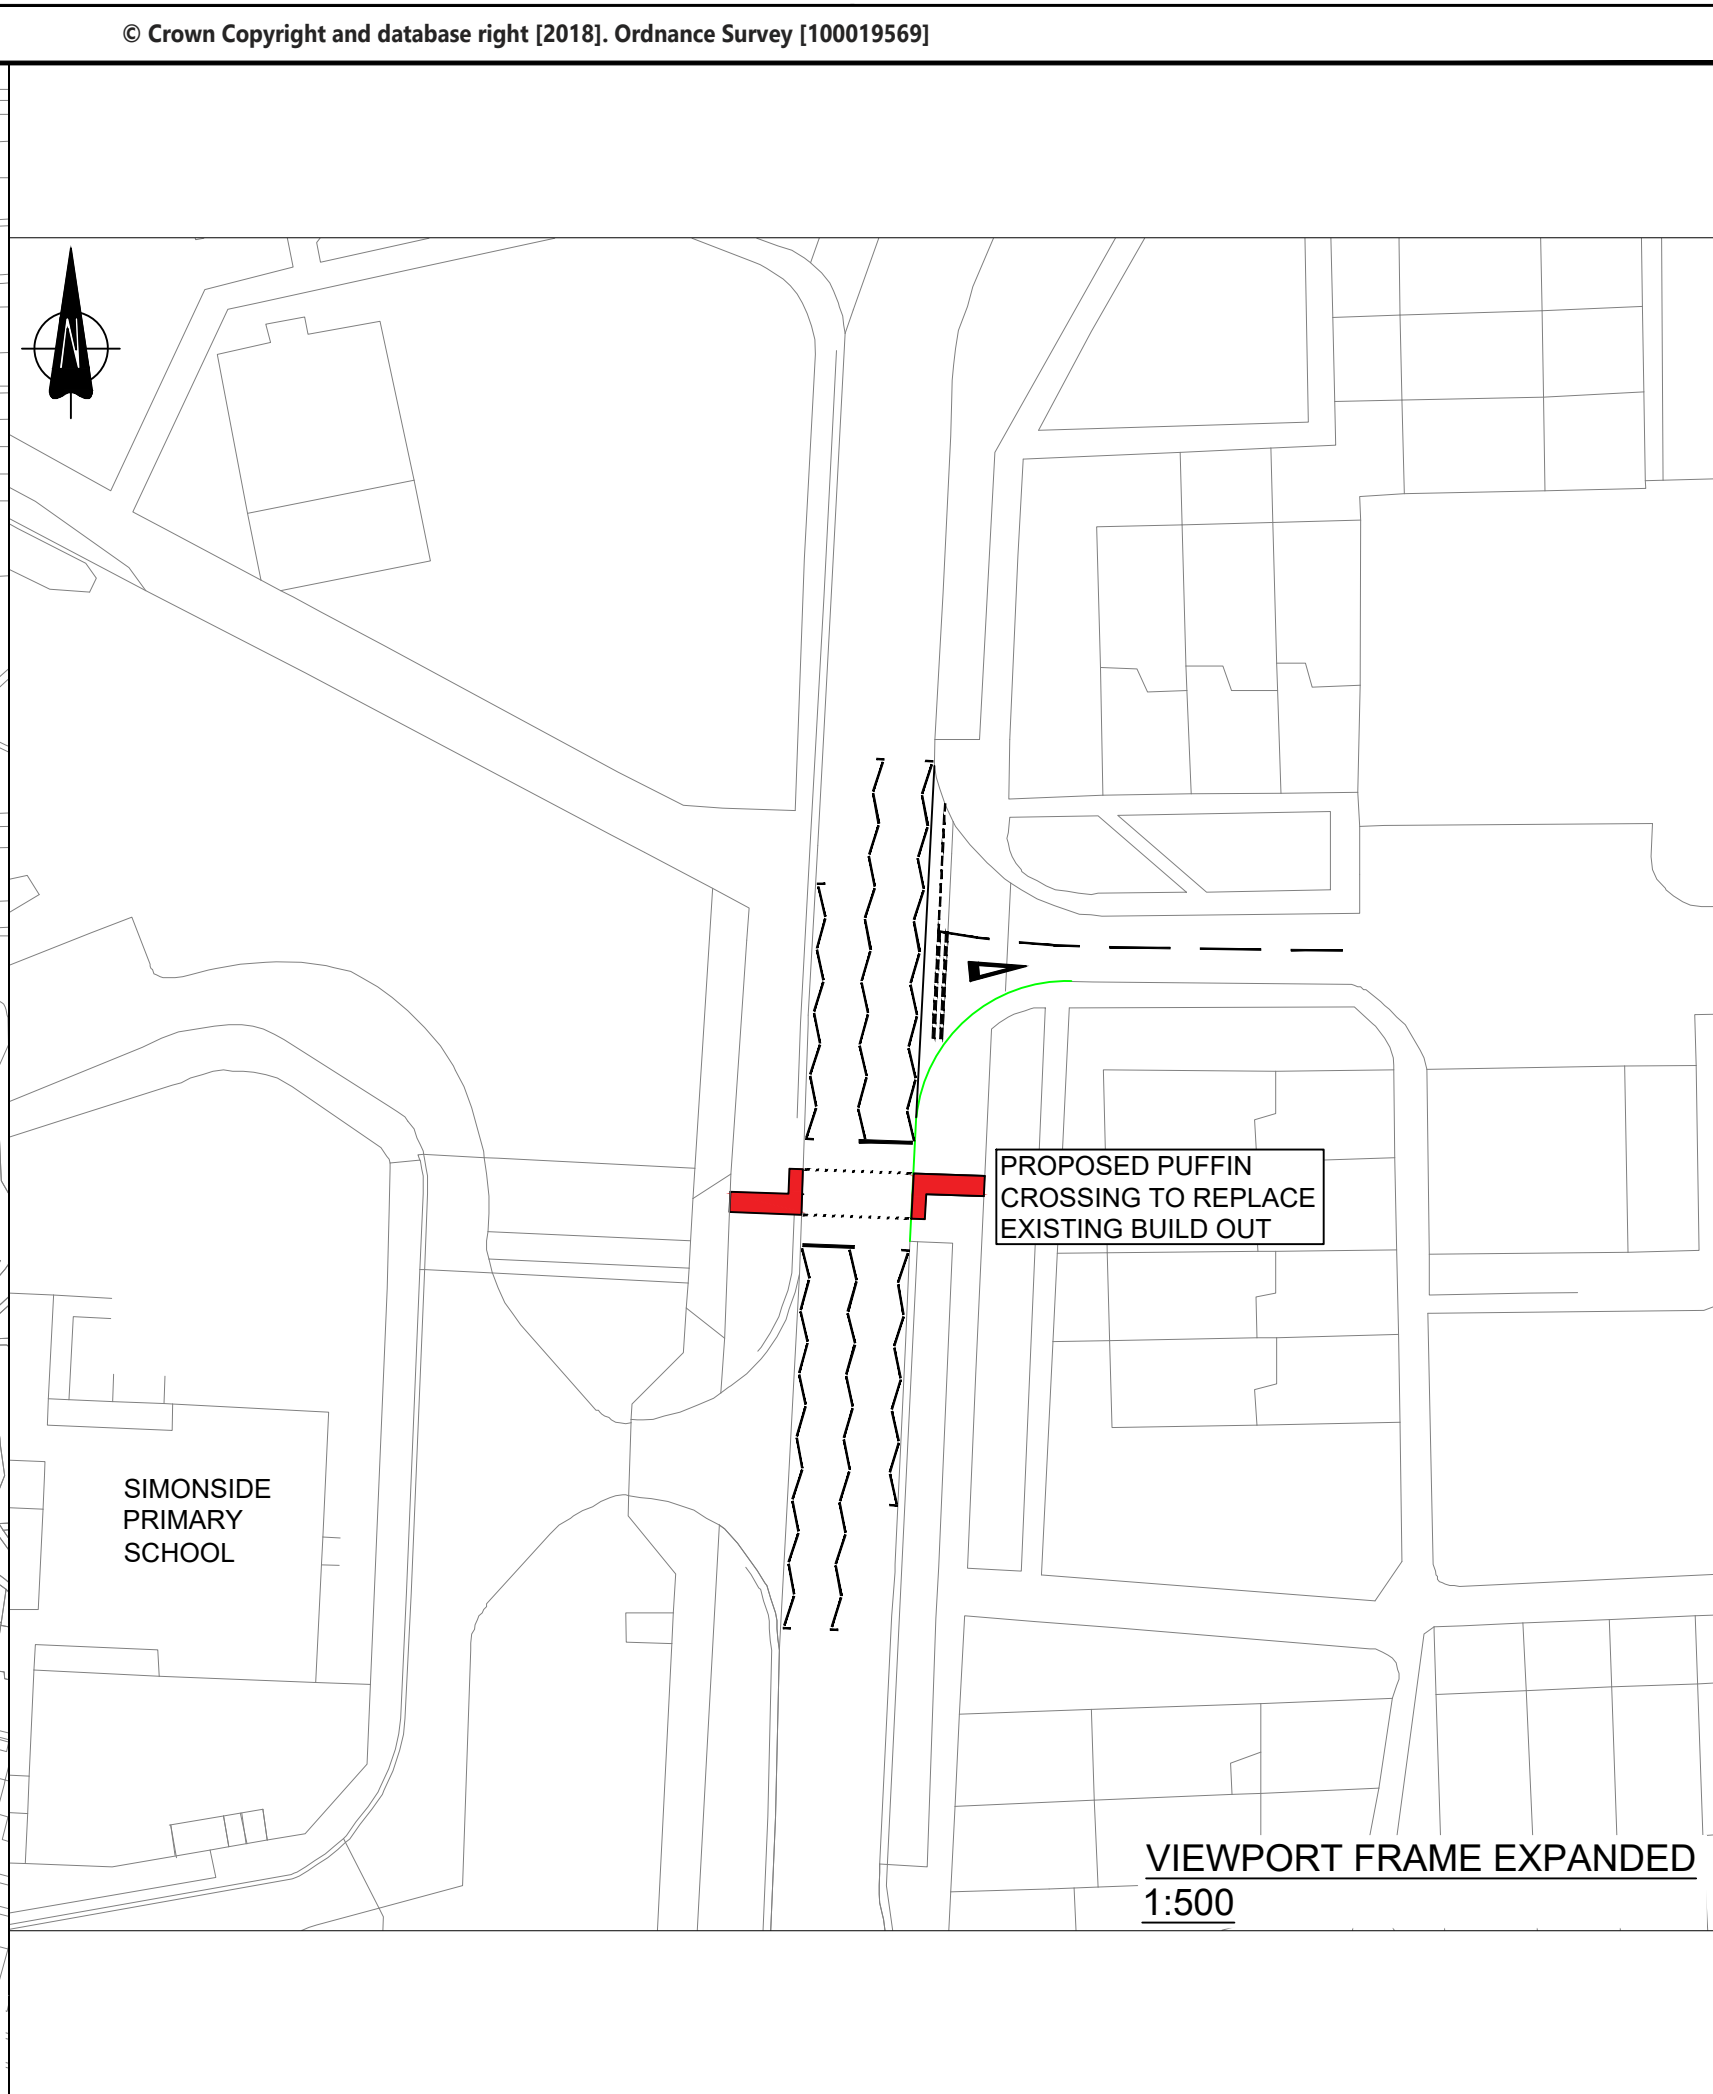 © Crown Copyright and database right [2018]. Ordnance Survey [100019569]
N
PROPOSED PUFFIN
CROSSING TO REPLACE
EXISTING BUILD OUT
SIMONSIDE
PRIMARY
SCHOOL
VIEWPORT FRAME EXPANDED
1:500